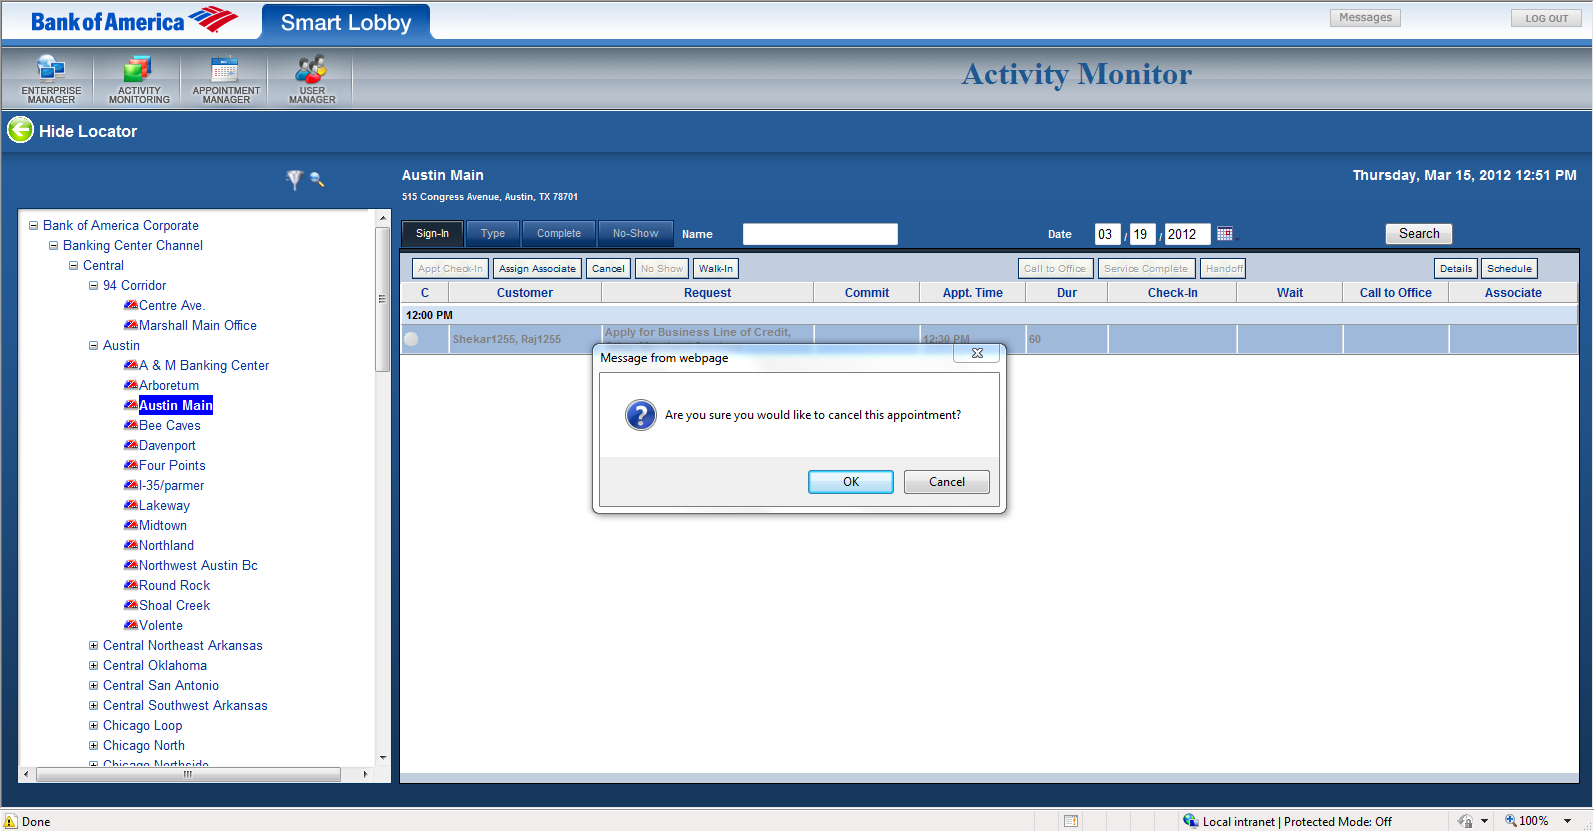 Bank of America Smart Lobby Messages LOG OUT
ENTERPRISE MANAGER ACTIVITY MONITORING APPOINTMENT MANAGER USER MANAGER Activity Monitor
Hide Locator
Austin Main Thursday, Mar 15, 2012 12:51 PM
515 Congress Avenue, Austin, TX 78701
Sign-In Type Complete No-Show Name Date 03 / 19 / 2012 Search
Appt Check-In Assign Associate Cancel No Show Walk-In Call to Office Service Complete Handoff Details Schedule
C Customer Request Commit Appt. Time Dur Check-In Wait Call to Office Associate
12:00 PM
Shekar1255, Raj1255 Apply for Business Line of Credit, 12:30 PM 60
Message from webpage
Are you sure you would like to cancel this appointment?
OK Cancel
Bank of America Corporate
Banking Center Channel
Central
94 Corridor
Centre Ave.
Marshall Main Office
Austin
A & M Banking Center
Arboretum
Austin Main
Bee Caves
Davenport
Four Points
I-35/parmer
Lakeway
Midtown
Northland
Northwest Austin Bc
Round Rock
Shoal Creek
Volente
Central Northeast Arkansas
Central Oklahoma
Central San Antonio
Central Southwest Arkansas
Chicago Loop
Chicago North
Chicago Northside
Done Local intranet | Protected Mode: Off 100%